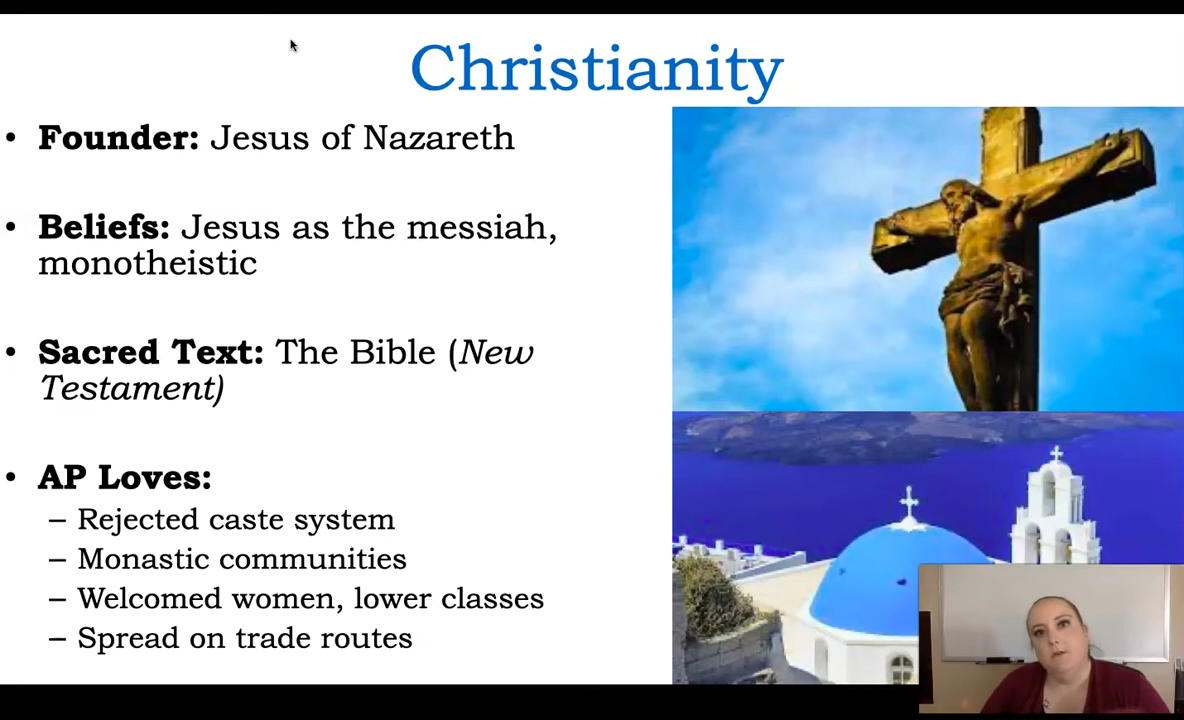 Christianity
• Founder: Jesus of Nazareth
• Beliefs: Jesus as the messiah,
monotheistic
• Sacred Text: The Bible (New
Testament)
• AP Loves:
– Rejected caste system
– Monastic communities
– Welcomed women, lower classes
– Spread on trade routes